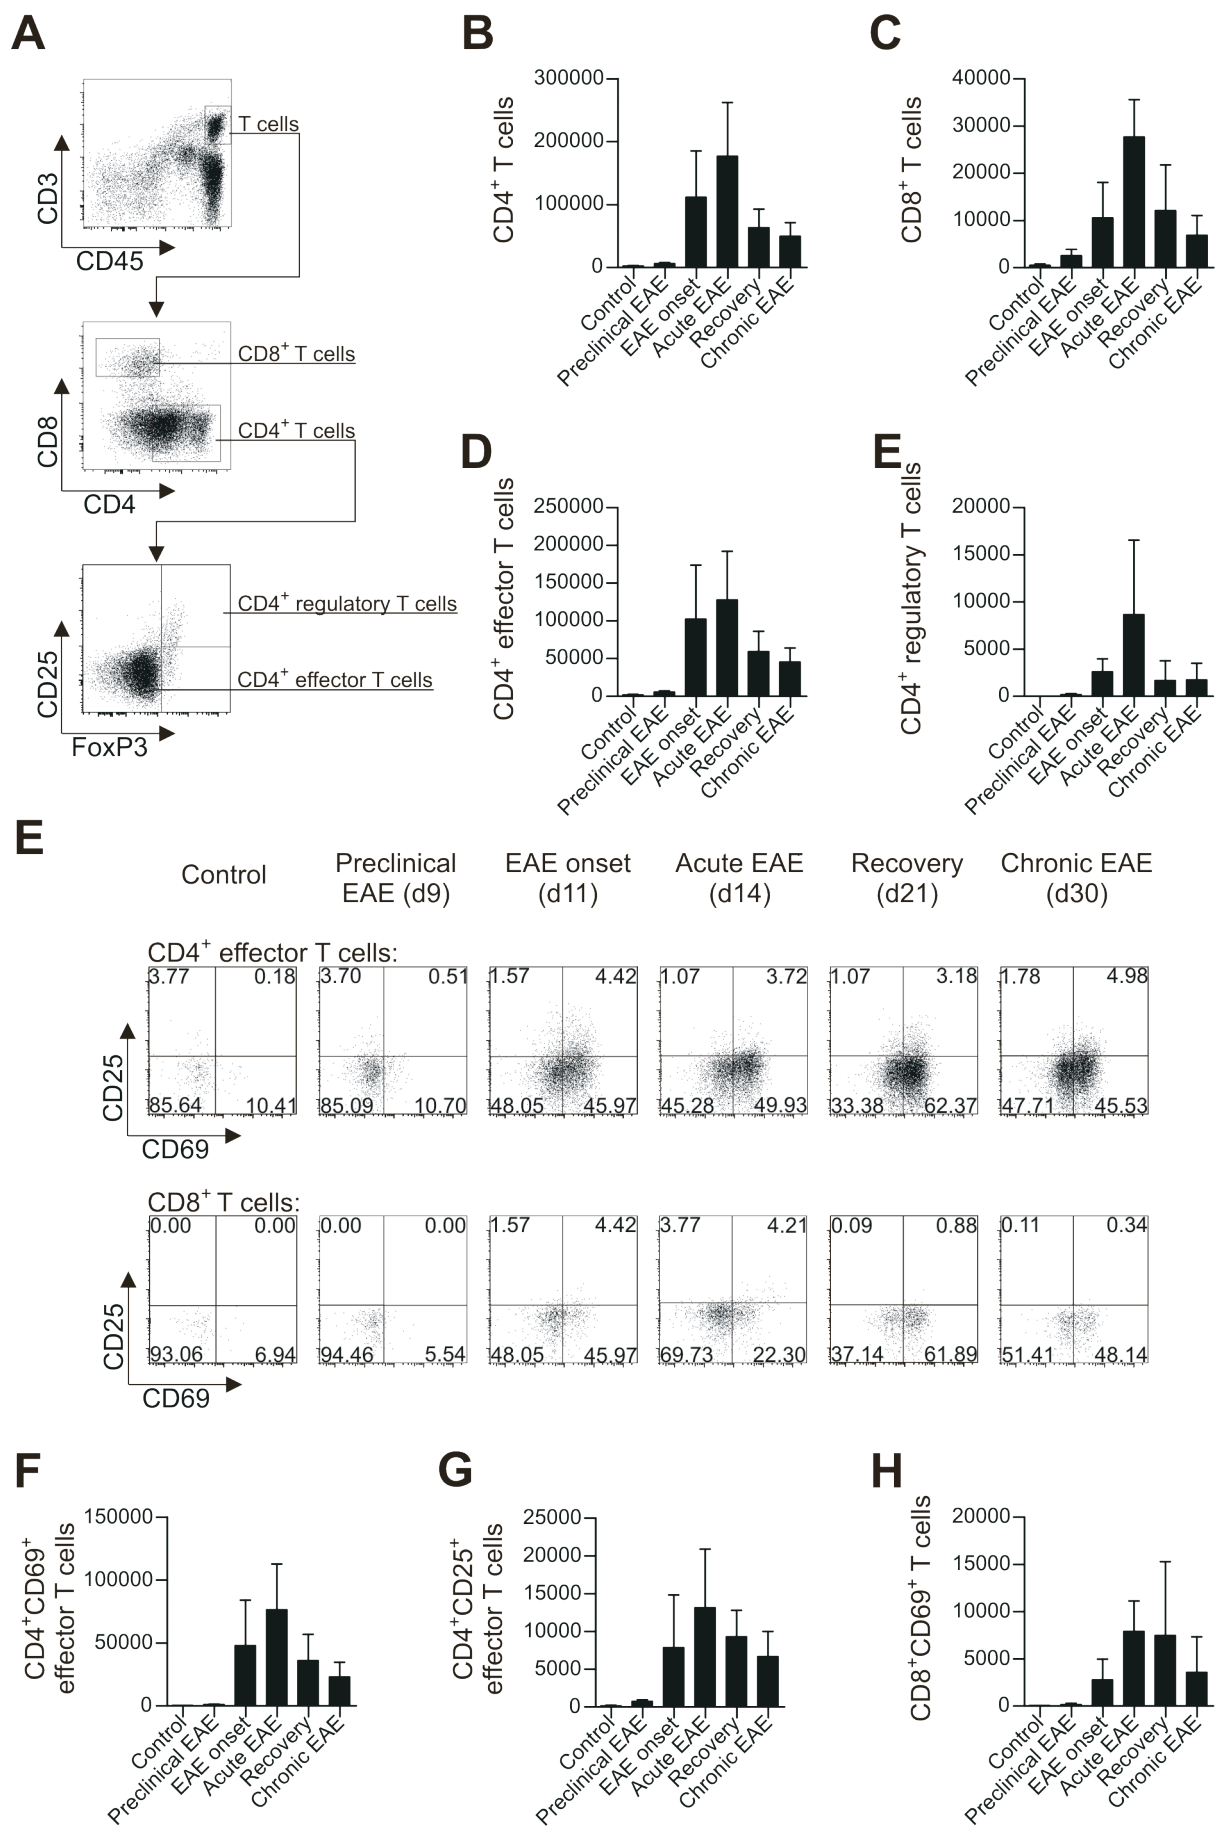 A
T cells
CD3
CD45
CD8⁺ T cells
CD4⁺ T cells
CD8
CD4
CD4⁺ regulatory T cells
CD4⁺ effector T cells
CD25
FoxP3
B
CD4⁺ T cells
300000
200000
100000
0
Control
Preclinical EAE
EAE onset
Acute EAE
Recovery
Chronic EAE
C
CD8⁺ T cells
40000
30000
20000
10000
0
Control
Preclinical EAE
EAE onset
Acute EAE
Recovery
Chronic EAE
D
CD4⁺ effector T cells
250000
200000
150000
100000
50000
0
Control
Preclinical EAE
EAE onset
Acute EAE
Recovery
Chronic EAE
E
CD4⁺ regulatory T cells
20000
15000
10000
5000
0
Control
Preclinical EAE
EAE onset
Acute EAE
Recovery
Chronic EAE
E
Control
Preclinical
EAE (d9)
EAE onset
(d11)
Acute EAE
(d14)
Recovery
(d21)
Chronic EAE
(d30)
CD4⁺ effector T cells:
3.77 0.18 3.70 0.51 1.57 4.42 1.07 3.72 1.07 3.18 1.78 4.98
CD25
85.64 10.41 85.09 10.70 48.05 45.97 45.28 49.93 33.38 62.37 47.71 45.53
CD69
CD8⁺ T cells:
0.00 0.00 0.00 0.00 1.57 4.42 3.77 4.21 0.09 0.88 0.11 0.34
CD25
93.06 6.94 94.46 5.54 48.05 45.97 69.73 22.30 37.14 61.89 51.41 48.14
CD69
F
CD4⁺CD69⁺
effector T cells
150000
100000
50000
0
Control
Preclinical EAE
EAE onset
Acute EAE
Recovery
Chronic EAE
G
CD4⁺CD25⁺
effector T cells
25000
20000
15000
10000
5000
0
Control
Preclinical EAE
EAE onset
Acute EAE
Recovery
Chronic EAE
H
CD8⁺CD69⁺ T cells
20000
15000
10000
5000
0
Control
Preclinical EAE
EAE onset
Acute EAE
Recovery
Chronic EAE